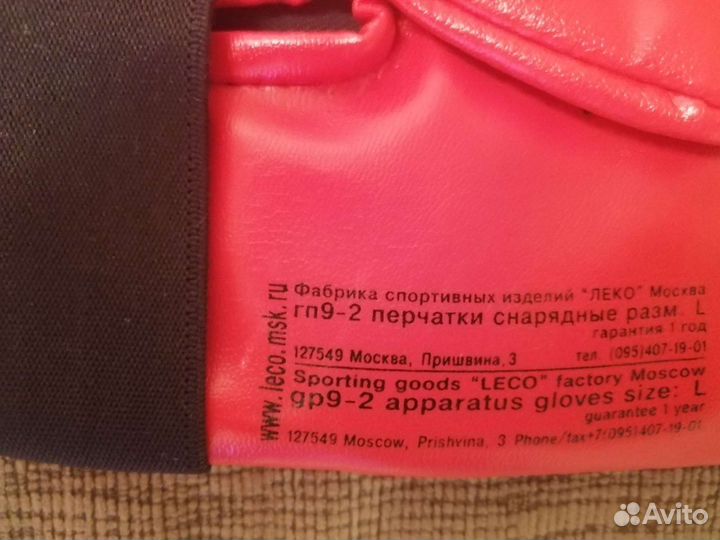 www.leco.msk.ru
Фабрика спортивных изделий "ЛЕКО" Москва
гп9-2 перчатки снарядные разм. L
гарантия 1 год
127549 Москва, Пришвина,3 тел. (095)407-19-01
Sporting goods "LECO" factory Moscow
gp9-2 apparatus gloves size: L
guarantee 1 year
127549 Moscow, Prishvina, 3 Phone/fax+7(095)407-19-01
Avito